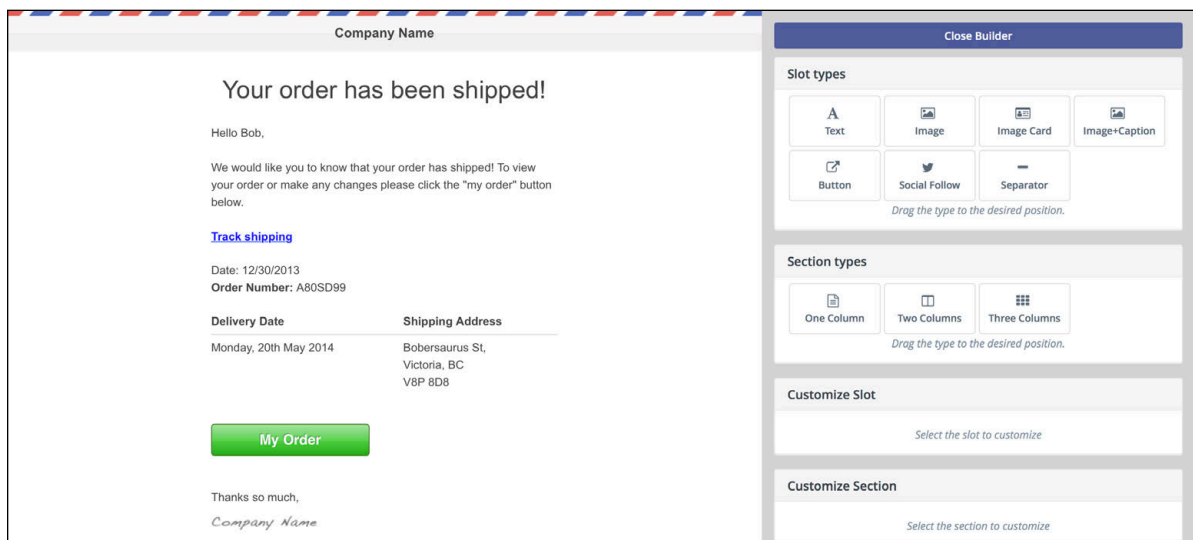 Company Name
Your order has been shipped!
Hello Bob,
We would like you to know that your order has shipped! To view
your order or make any changes please click the "my order" button
below.
Track shipping
Date: 12/30/2013
Order Number: A80SD99
Delivery Date Shipping Address
Monday, 20th May 2014 Bobersaurus St,
Victoria, BC
V8P 8D8
My Order
Thanks so much,
Company Name
Close Builder
Slot types
Text Image Image Card Image+Caption
Button Social Follow Separator
Drag the type to the desired position.
Section types
One Column Two Columns Three Columns
Drag the type to the desired position.
Customize Slot
Select the slot to customize
Customize Section
Select the section to customize